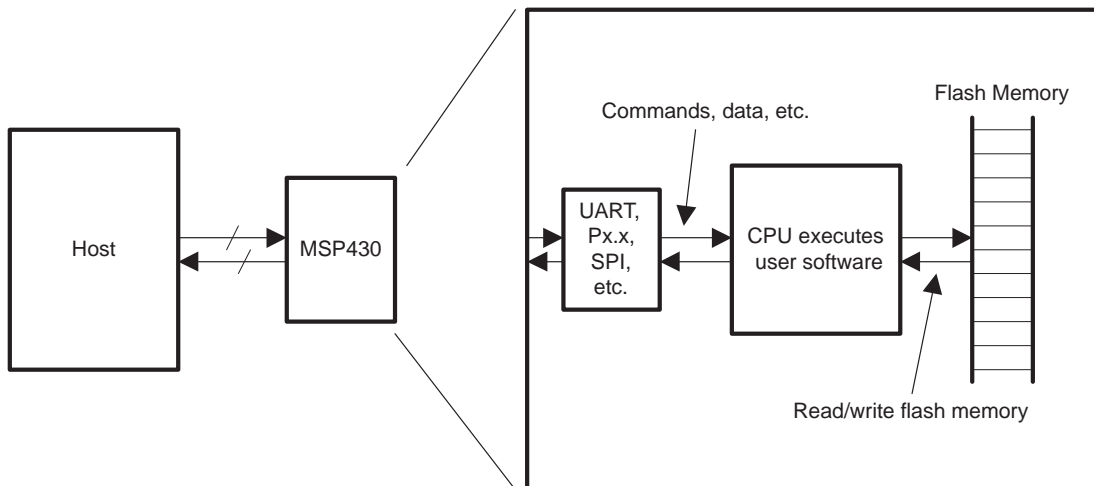 Flash Memory
Commands, data, etc.
Host
MSP430
UART,
Px.x,
SPI,
etc.
CPU executes
user software
Read/write flash memory